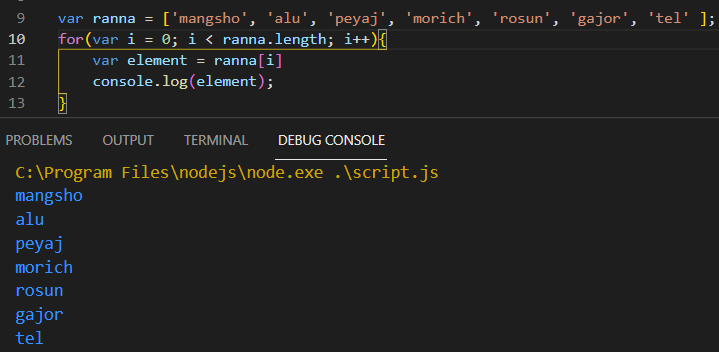 9 var ranna = ['mangsho', 'alu', 'peyaj', 'morich', 'rosun', 'gajor', 'tel' ];
10 for(var i = 0; i < ranna.length; i++){
11     var element = ranna[i]
12     console.log(element);
13 }
PROBLEMS OUTPUT TERMINAL DEBUG CONSOLE
C:\Program Files\nodejs\node.exe .\script.js
mangsho
alu
peyaj
morich
rosun
gajor
tel